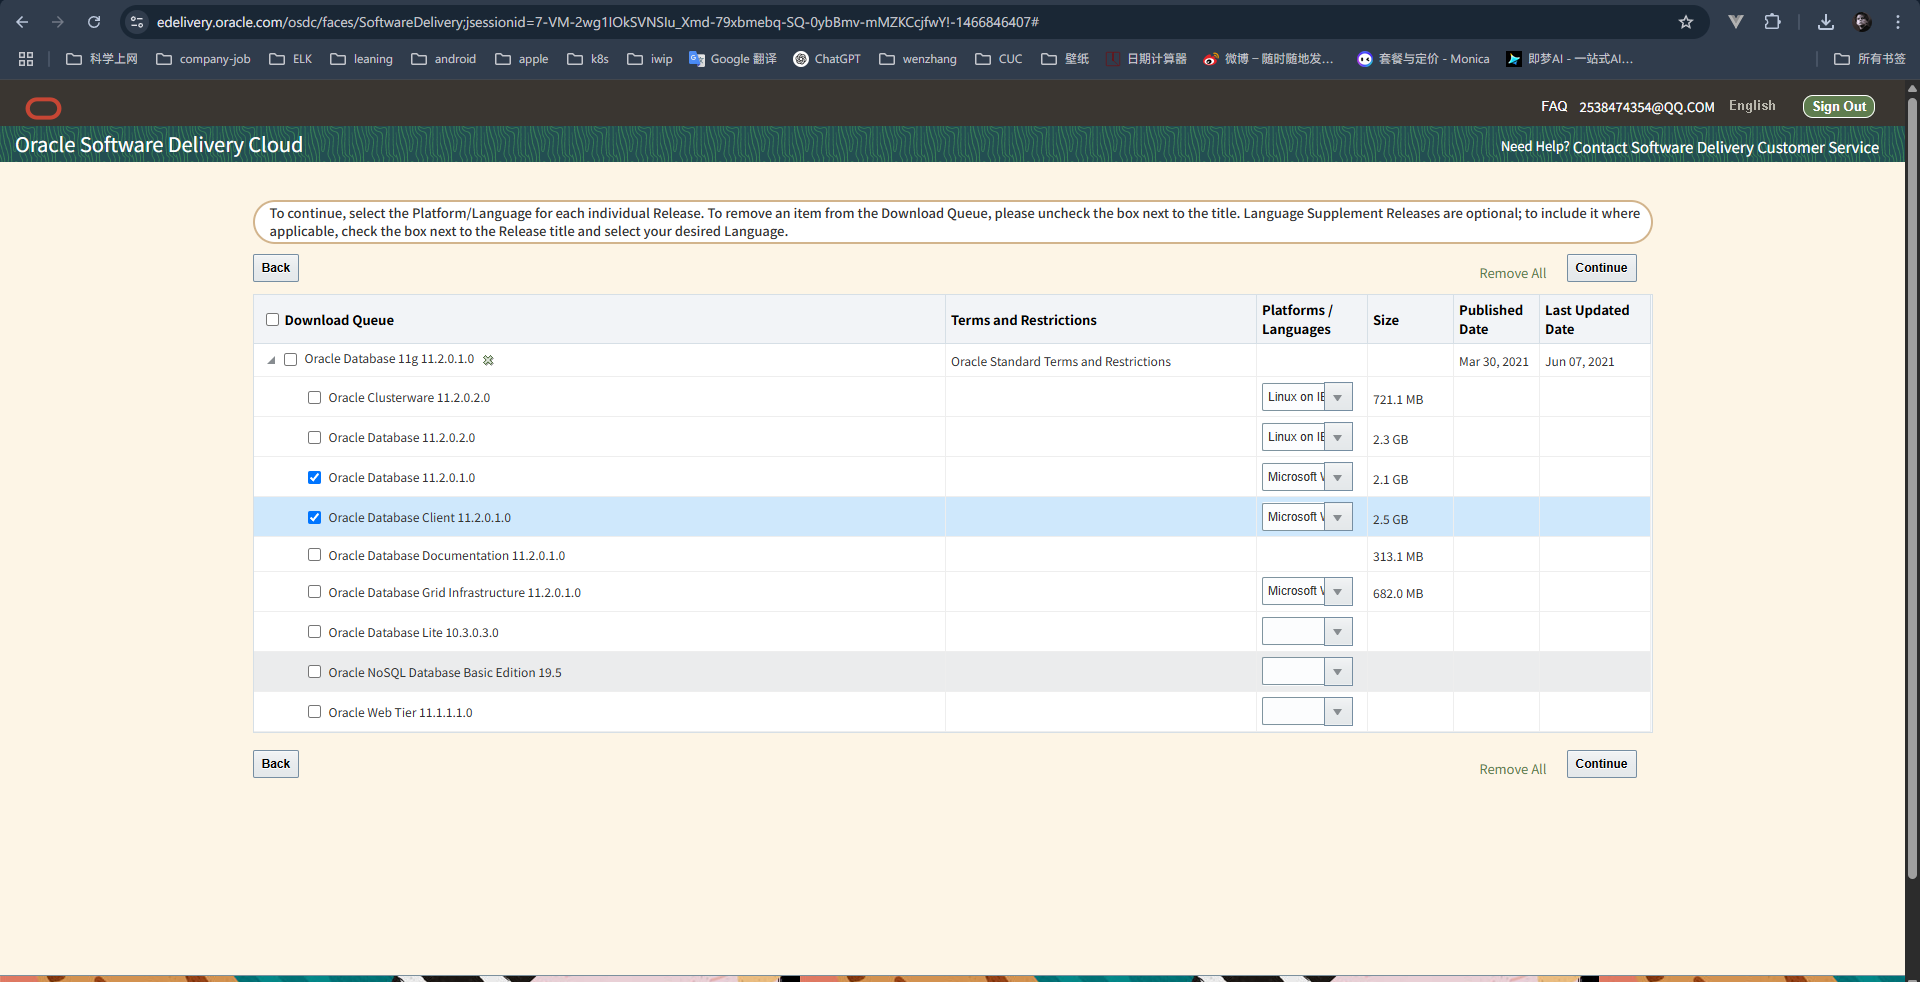 edelivery.oracle.com/osdc/faces/SoftwareDelivery;jsessionid=7-VM-2wg1IOkSVNSIu_Xmd-79xbmebq-SQ-0ybBmv-mMZKCcjfwY!-1466846407#
科学上网 company-job ELK leaning android apple k8s iwip Google 翻译 ChatGPT wenzhang CUC 壁纸 日期计算器 微博 – 随时随地发... 套餐与定价 - Monica 即梦AI - 一站式AI... 所有书签
FAQ 2538474354@QQ.COM English Sign Out
Oracle Software Delivery Cloud
Need Help? Contact Software Delivery Customer Service
To continue, select the Platform/Language for each individual Release. To remove an item from the Download Queue, please uncheck the box next to the title. Language Supplement Releases are optional; to include it where
applicable, check the box next to the Release title and select your desired Language.
Back Remove All Continue
Download Queue Terms and Restrictions Platforms / Languages Size Published Date Last Updated Date
Oracle Database 11g 11.2.0.1.0 Oracle Standard Terms and Restrictions Mar 30, 2021 Jun 07, 2021
Oracle Clusterware 11.2.0.2.0 Linux on IE 721.1 MB
Oracle Database 11.2.0.2.0 Linux on IE 2.3 GB
Oracle Database 11.2.0.1.0 Microsoft V 2.1 GB
Oracle Database Client 11.2.0.1.0 Microsoft V 2.5 GB
Oracle Database Documentation 11.2.0.1.0 313.1 MB
Oracle Database Grid Infrastructure 11.2.0.1.0 Microsoft V 682.0 MB
Oracle Database Lite 10.3.0.3.0
Oracle NoSQL Database Basic Edition 19.5
Oracle Web Tier 11.1.1.1.0
Back Remove All Continue